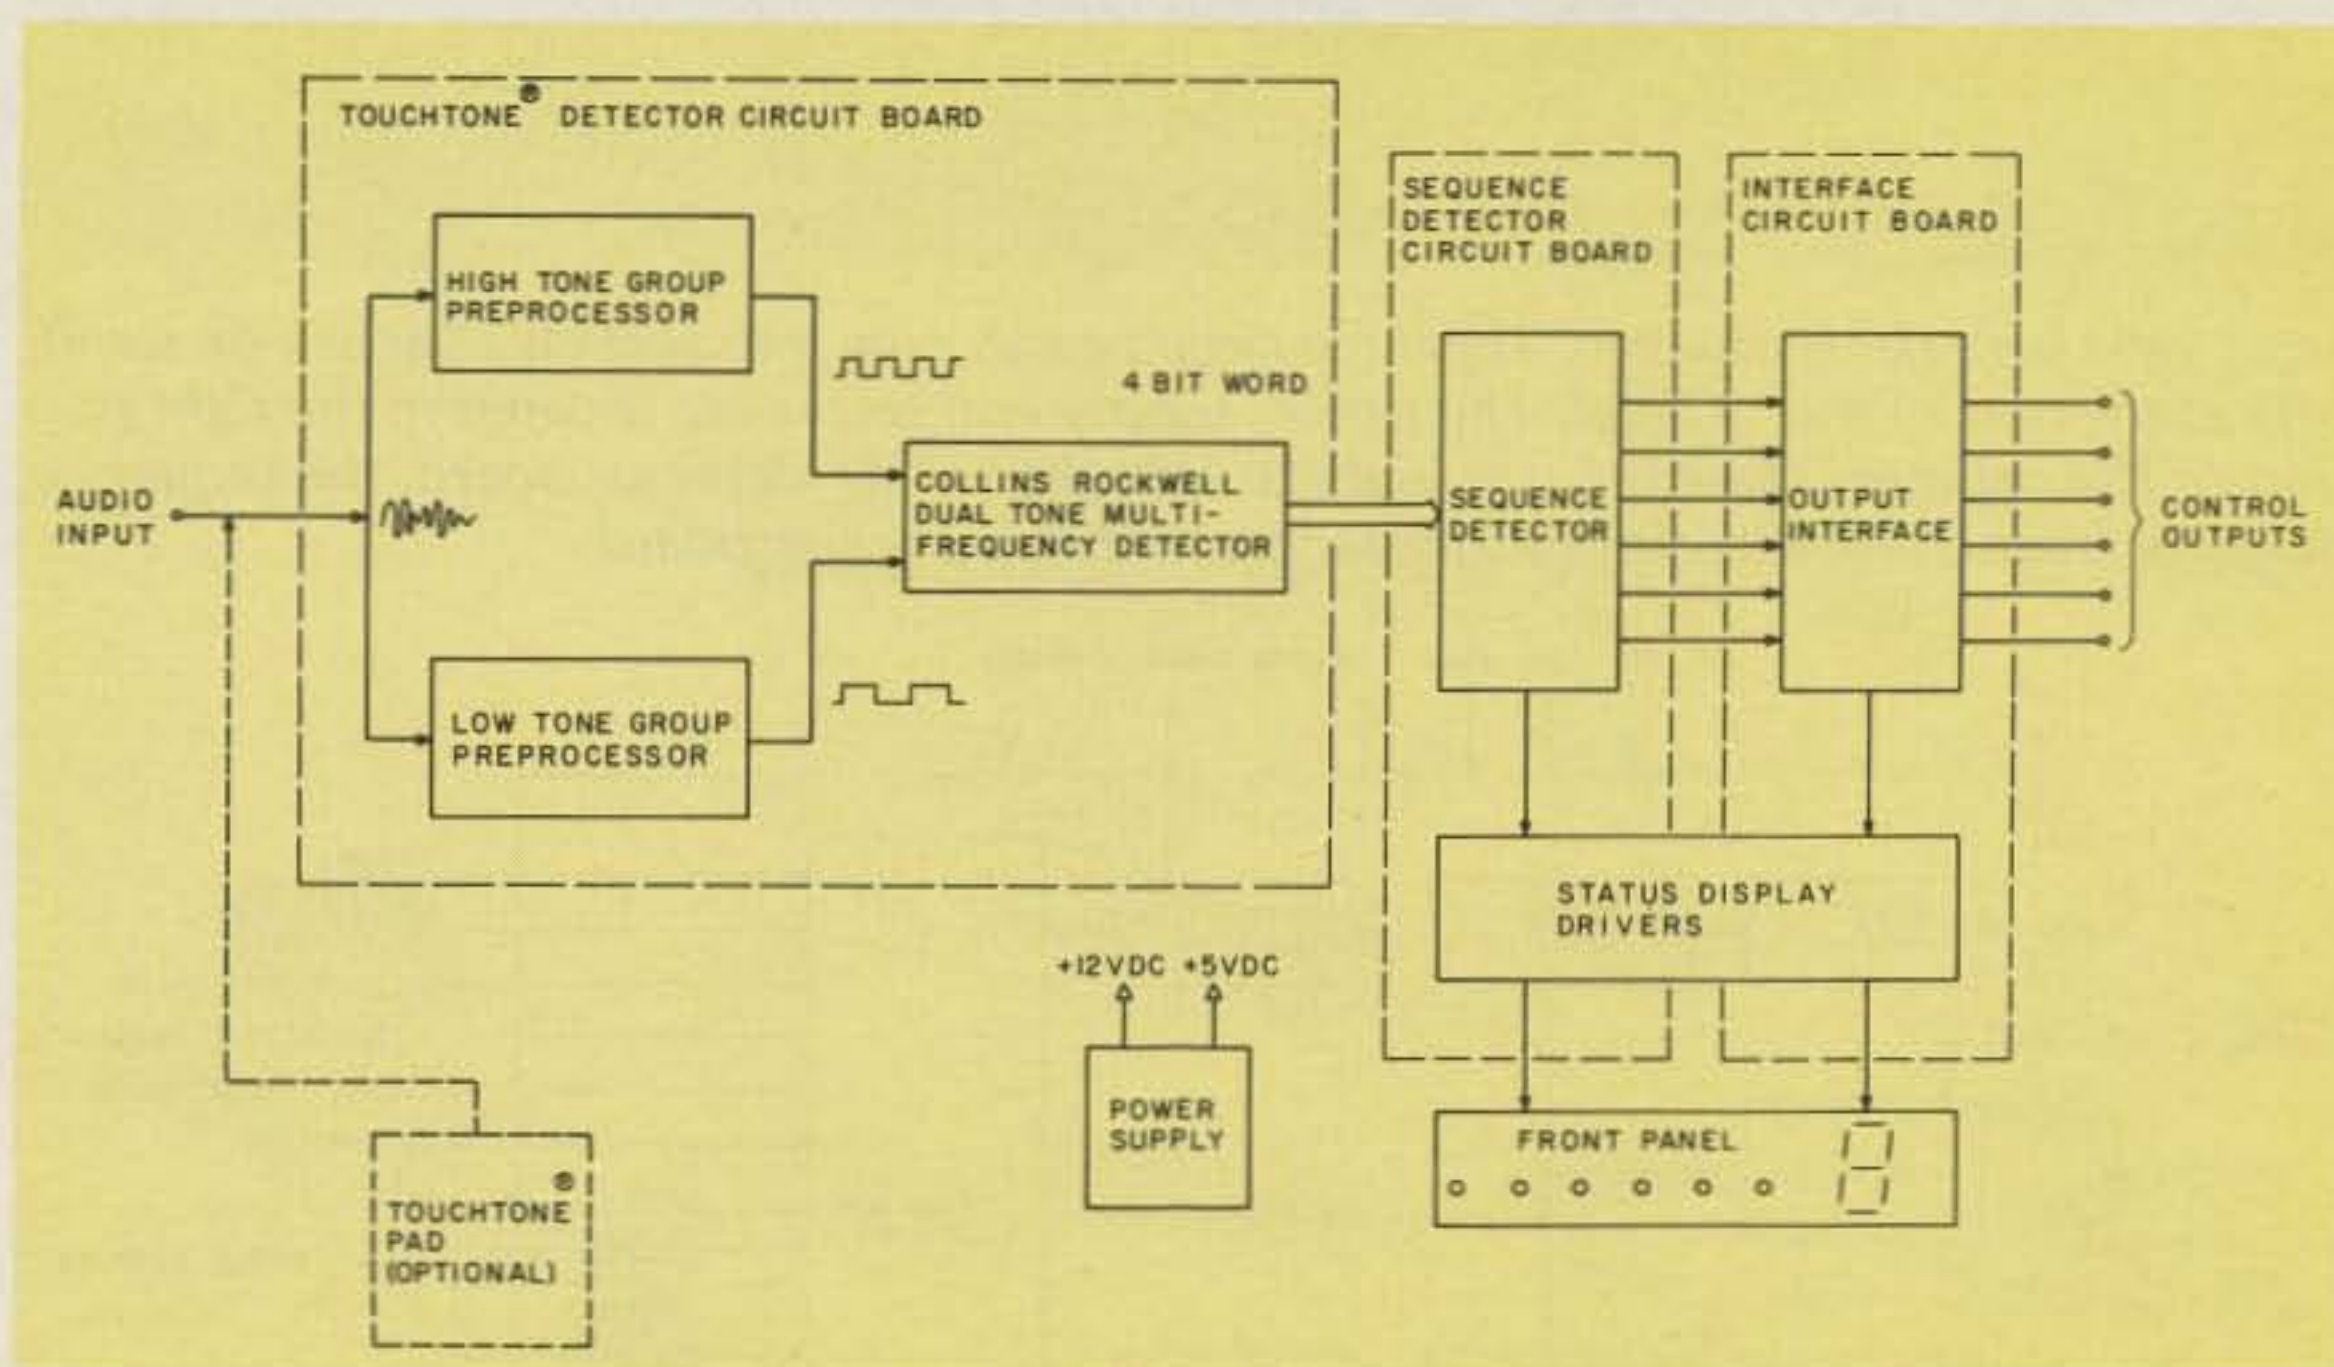 TOUCHTONE® DETECTOR CIRCUIT BOARD
HIGH TONE GROUP
PREPROCESSOR
4 BIT WORD
AUDIO
INPUT
COLLINS ROCKWELL
DUAL TONE MULTI-
FREQUENCY DETECTOR
LOW TONE GROUP
PREPROCESSOR
SEQUENCE
DETECTOR
CIRCUIT BOARD
INTERFACE
CIRCUIT BOARD
SEQUENCE
DETECTOR
OUTPUT
INTERFACE
CONTROL
OUTPUTS
STATUS DISPLAY
DRIVERS
+12VDC +5VDC
POWER
SUPPLY
FRONT PANEL
8
TOUCHTONE®
PAD
(OPTIONAL)